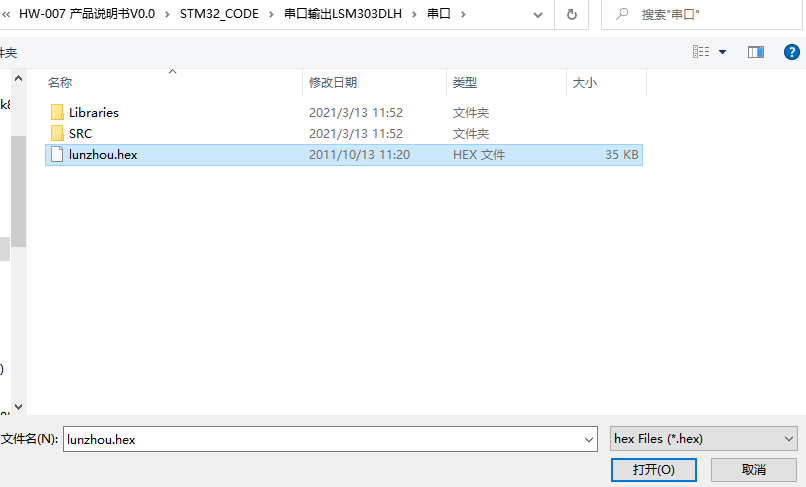 « HW-007 产品说明书V0.0 › STM32_CODE › 串口输出LSM303DLH › 串口 › 搜索"串口"
件夹
名称 修改日期 类型 大小
Libraries 2021/3/13 11:52 文件夹
SRC 2021/3/13 11:52 文件夹
lunzhou.hex 2011/10/13 11:20 HEX 文件 35 KB
文件名(N): lunzhou.hex hex Files (*.hex)
打开(O) 取消